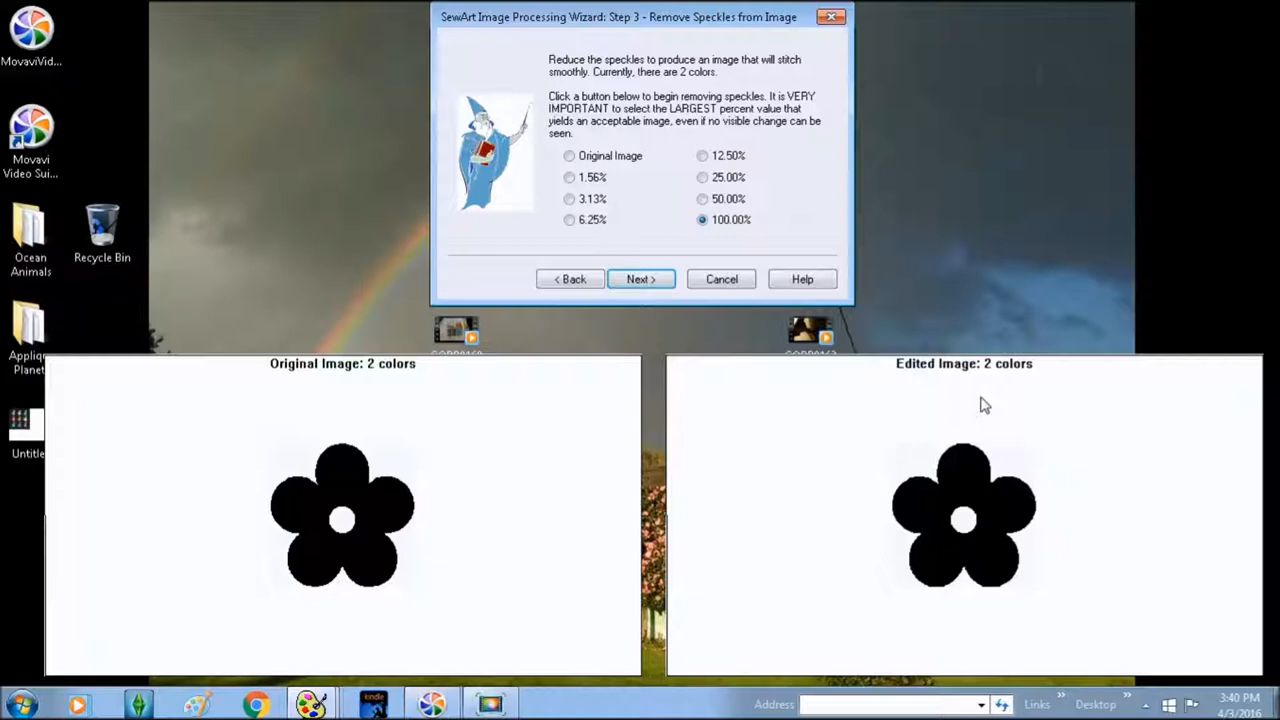 SewArt Image Processing Wizard: Step 3 - Remove Speckles from Image
MovaviVid...
Reduce the speckles to produce an image that will stitch
smoothly. Currently, there are 2 colors.
Click a button below to begin removing speckles. It is VERY
IMPORTANT to select the LARGEST percent value that
yields an acceptable image, even if no visible change can be
seen.
Movavi
Video Sui...
Original Image
12.50%
1.56%
25.00%
3.13%
50.00%
6.25%
100.00%
Ocean
Animals
Recycle Bin
< Back
Next >
Cancel
Help
Appliqu
Planet
Original Image: 2 colors
Edited Image: 2 colors
Untitle
kindle
Address
Links
»
Desktop
»
3:40 PM
4/3/2016